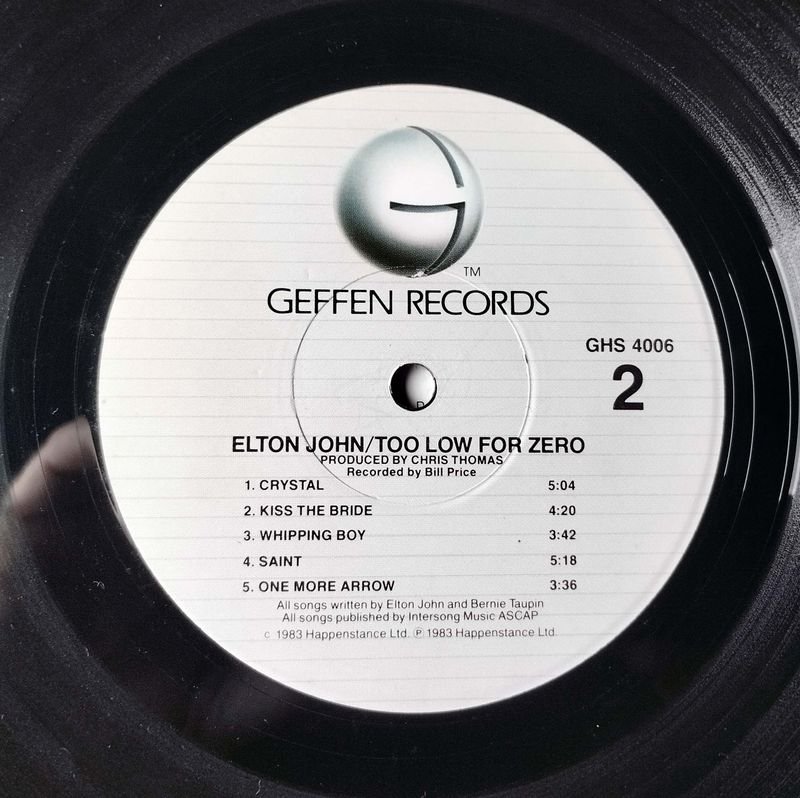 TM
GEFFEN RECORDS
GHS 4006
2
ELTON JOHN/TOO LOW FOR ZERO
PRODUCED BY CHRIS THOMAS
Recorded by Bill Price
1. CRYSTAL 5:04
2. KISS THE BRIDE 4:20
3. WHIPPING BOY 3:42
4. SAINT 5:18
5. ONE MORE ARROW 3:36
All songs written by Elton John and Bernie Taupin
All songs published by Intersong Music ASCAP
© 1983 Happenstance Ltd. ℗ 1983 Happenstance Ltd.